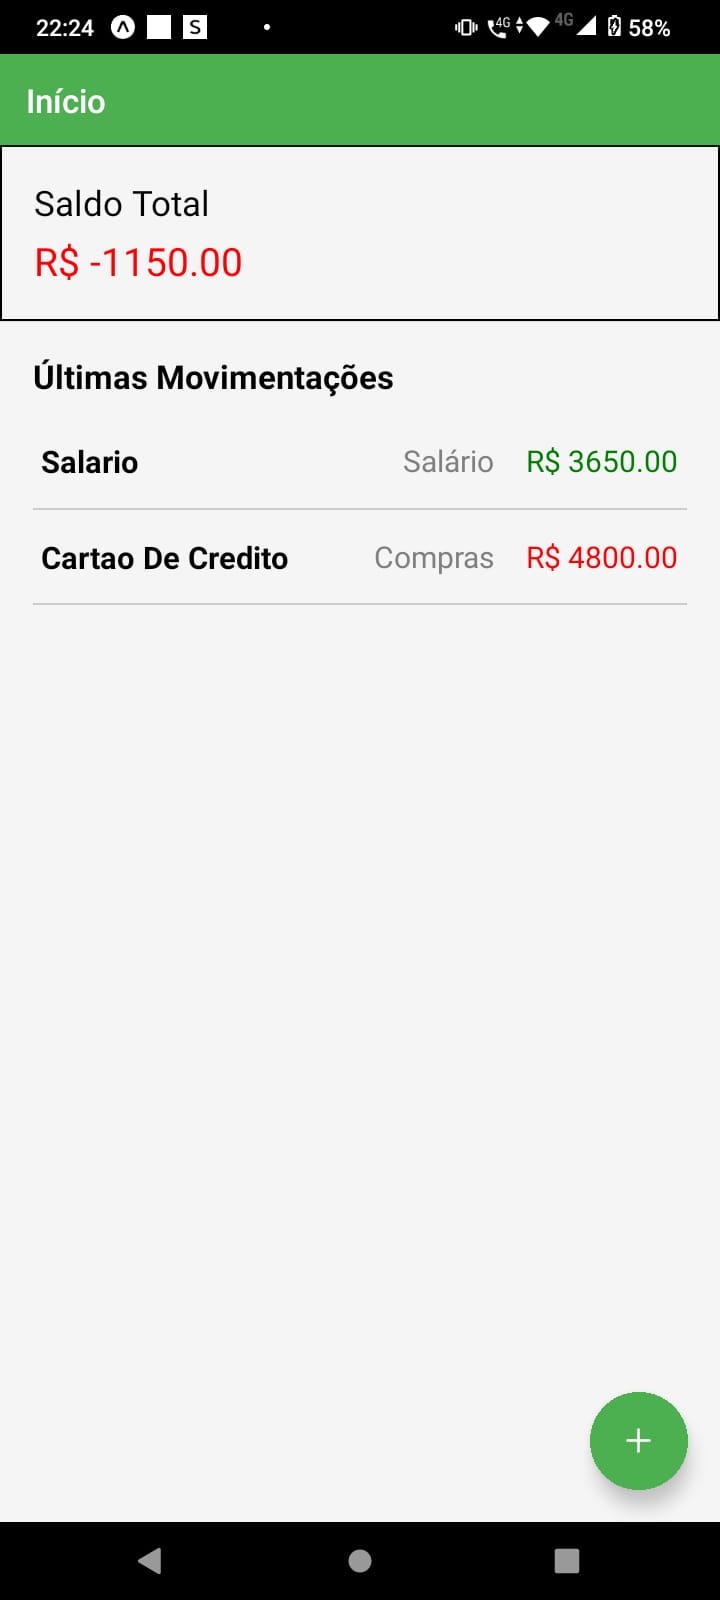 22:24 S 4G 4G 58%
Início
Saldo Total
R$ -1150.00
Últimas Movimentações
Salario Salário R$ 3650.00
Cartao De Credito Compras R$ 4800.00
+